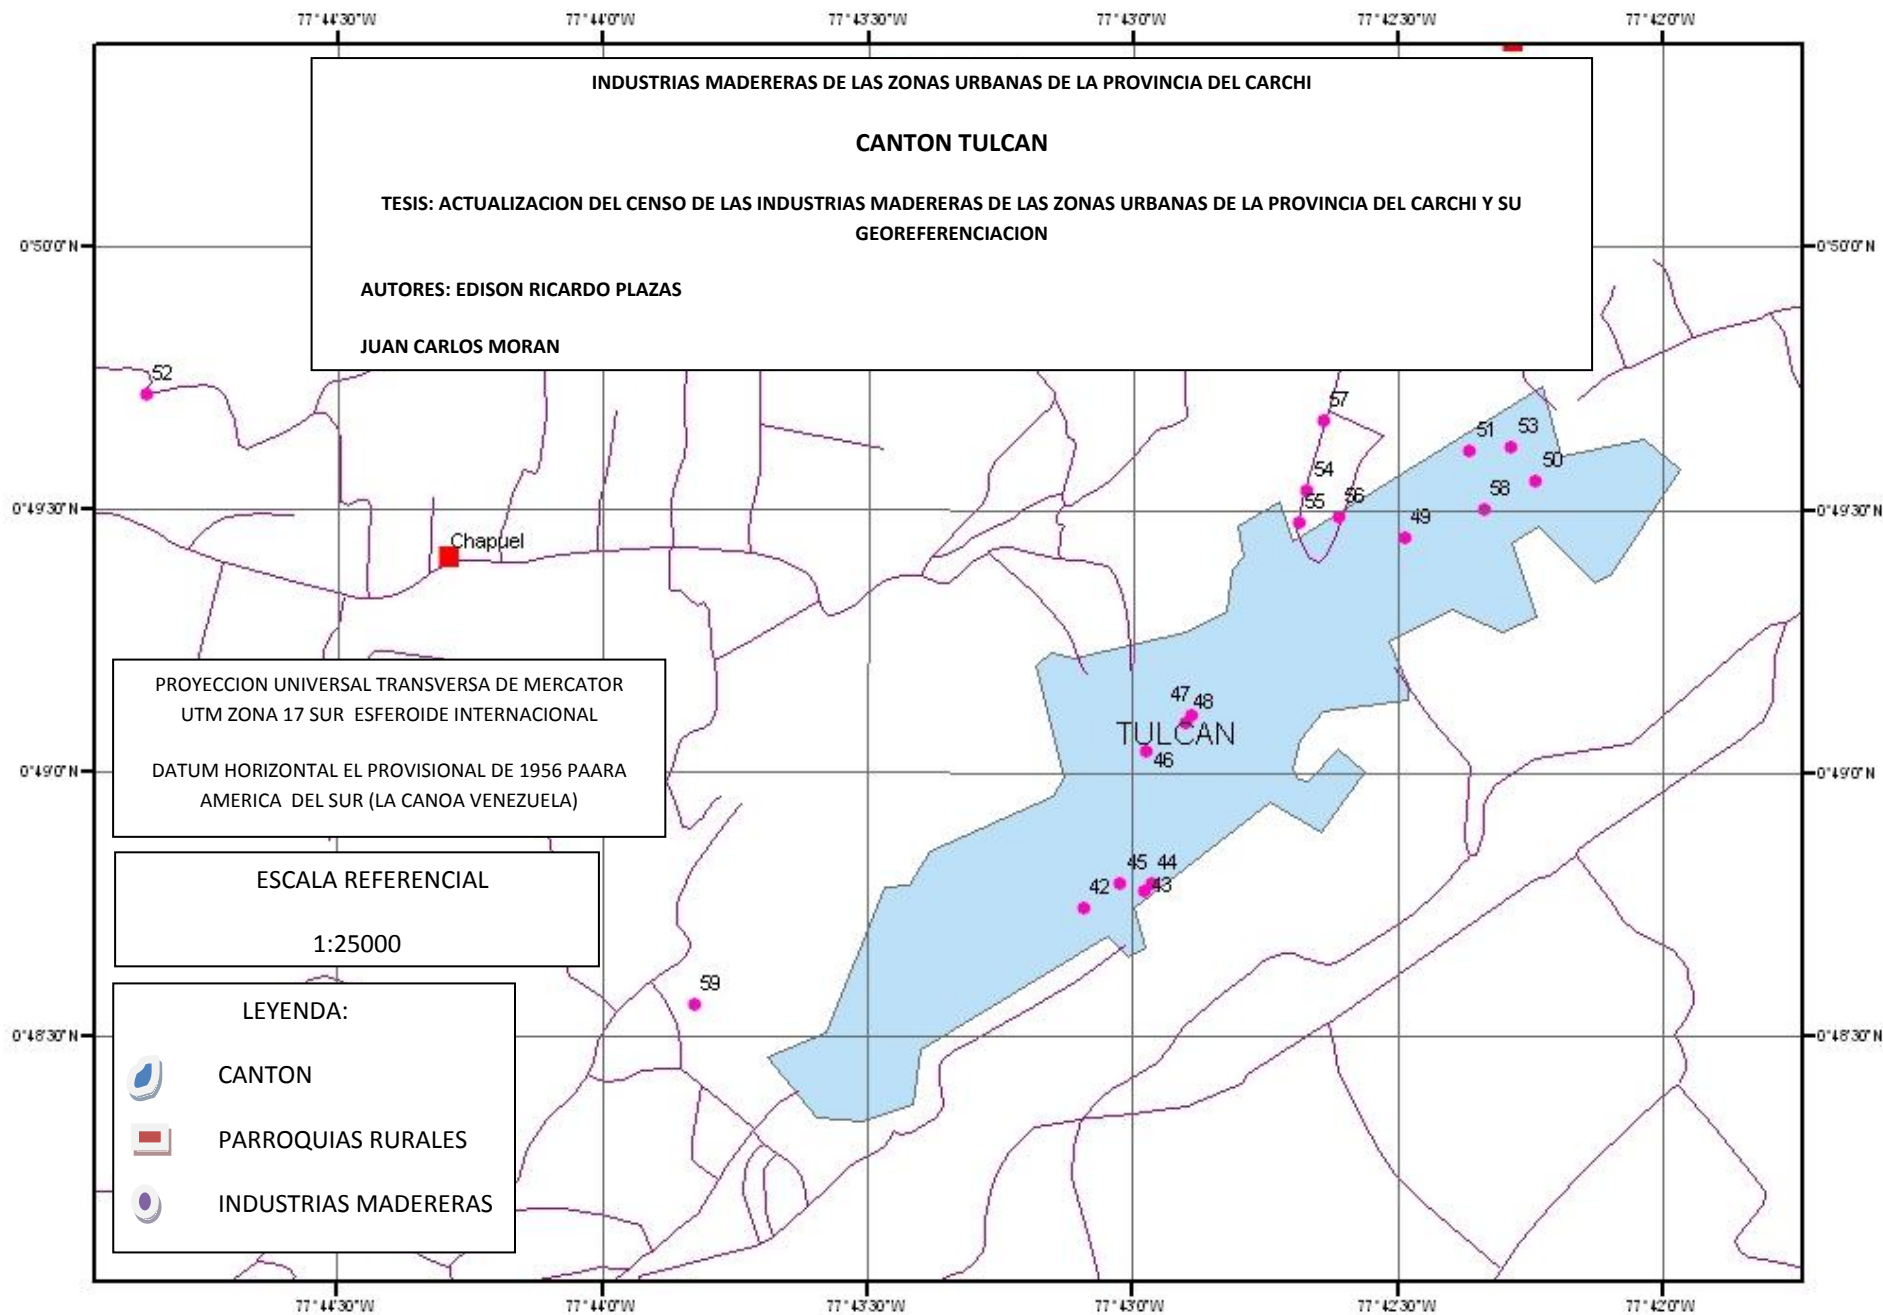 77°44'30"W 77°44'0"W 77°43'30"W 77°43'0"W 77°42'30"W 77°42'0"W
INDUSTRIAS MADERERAS DE LAS ZONAS URBANAS DE LA PROVINCIA DEL CARCHI
CANTON TULCAN
TESIS: ACTUALIZACION DEL CENSO DE LAS INDUSTRIAS MADERERAS DE LAS ZONAS URBANAS DE LA PROVINCIA DEL CARCHI Y SU
GEOREFERENCIACION
AUTORES: EDISON RICARDO PLAZAS
JUAN CARLOS MORAN
0°50'0"N 0°50'0"N
52
57
51 53
50
54
58
55 56
49
0°49'30"N 0°49'30"N
Chapuel
PROYECCION UNIVERSAL TRANSVERSA DE MERCATOR
UTM ZONA 17 SUR ESFEROIDE INTERNACIONAL
DATUM HORIZONTAL EL PROVISIONAL DE 1956 PAARA
AMERICA DEL SUR (LA CANOA VENEZUELA)
47 48
TULCAN
46
0°49'0"N 0°49'0"N
45 44
42 43
ESCALA REFERENCIAL
1:25000
59
0°48'30"N 0°48'30"N
LEYENDA:
CANTON
PARROQUIAS RURALES
INDUSTRIAS MADERERAS
77°44'30"W 77°44'0"W 77°43'30"W 77°43'0"W 77°42'30"W 77°42'0"W